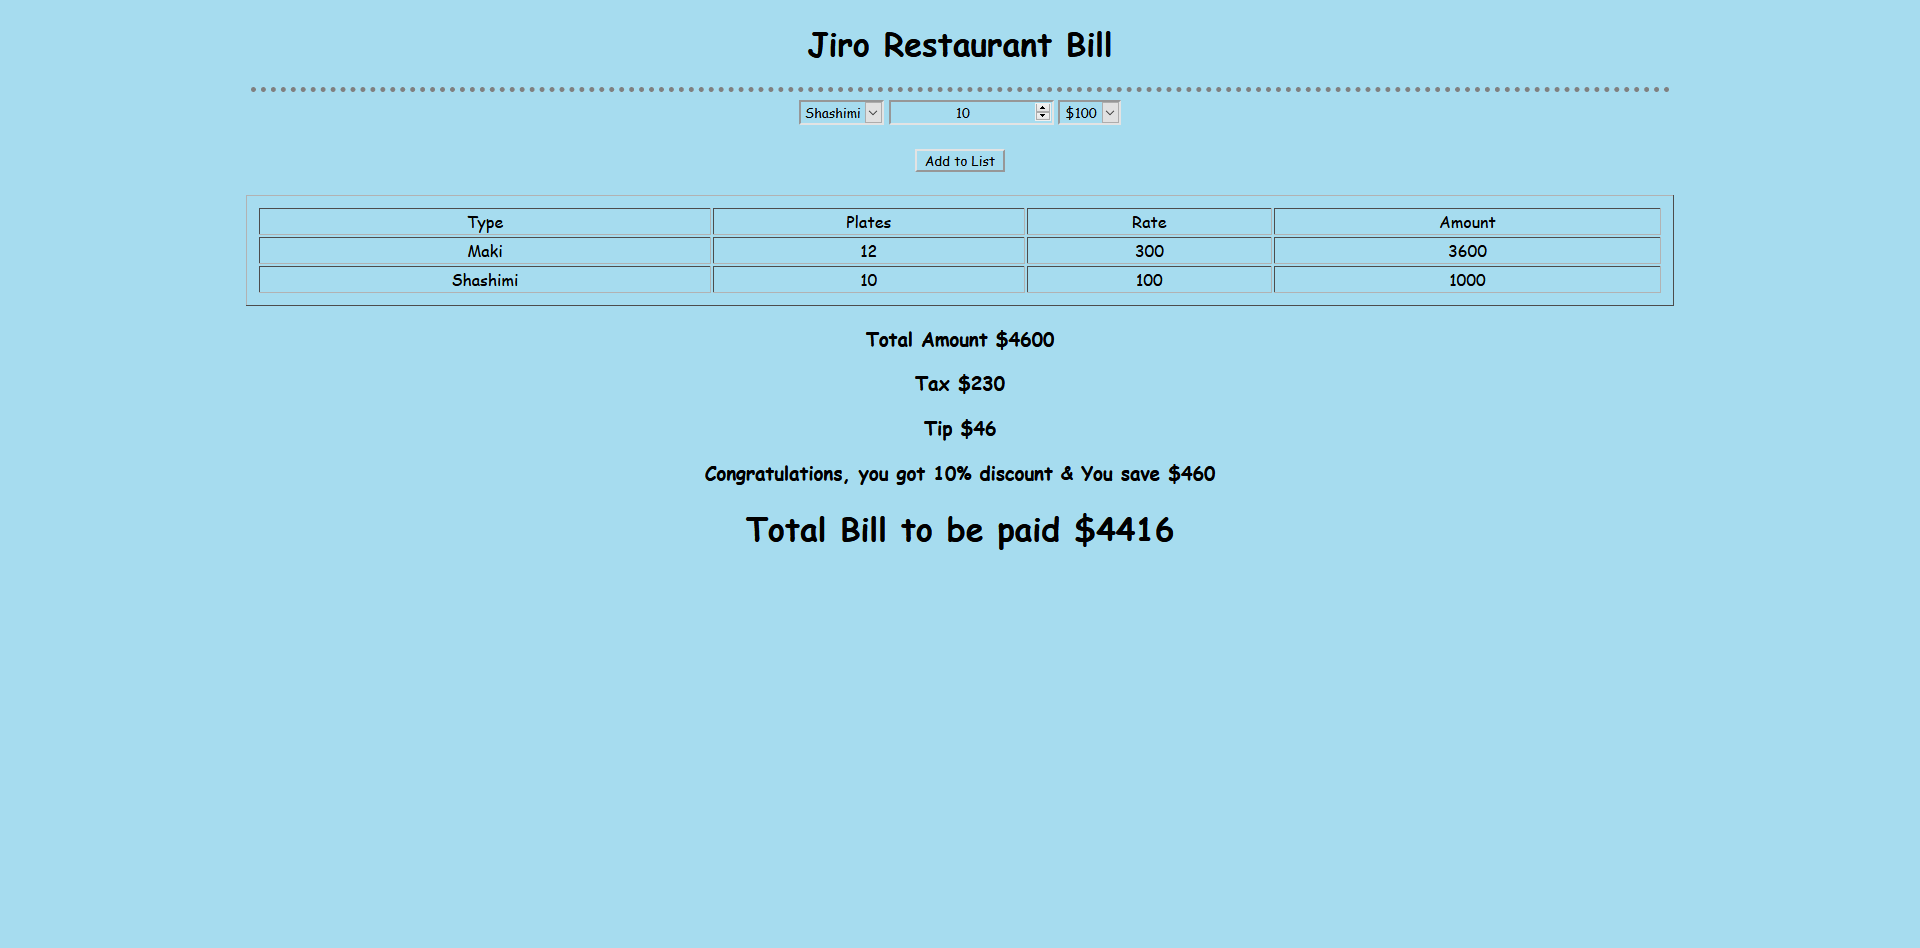 Jiro Restaurant Bill
Shashimi 10 $100
Add to List
Type Plates Rate Amount
Maki 12 300 3600
Shashimi 10 100 1000
Total Amount $4600
Tax $230
Tip $46
Congratulations, you got 10% discount & You save $460
Total Bill to be paid $4416